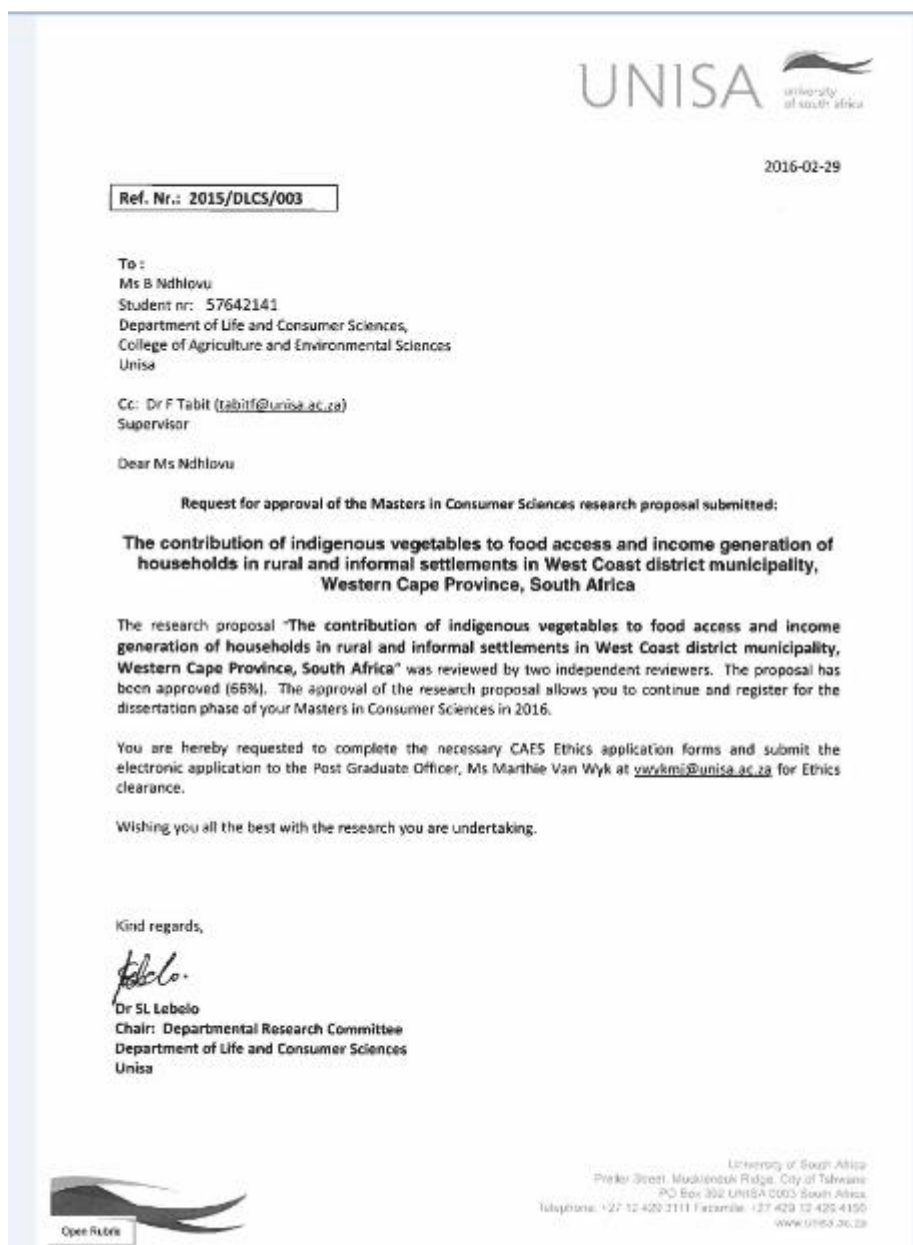 UNISA
university
of south africa
2016-02-29
Ref. Nr.: 2015/DLCS/003
To :
Ms B Ndhlovu
Student nr: 57642141
Department of Life and Consumer Sciences,
College of Agriculture and Environmental Sciences
Unisa
Cc: Dr F Tabit (tabitf@unisa.ac.za)
Supervisor
Dear Ms Ndhlovu
Request for approval of the Masters in Consumer Sciences research proposal submitted:
The contribution of indigenous vegetables to food access and income generation of
households in rural and informal settlements in West Coast district municipality,
Western Cape Province, South Africa
The research proposal "The contribution of indigenous vegetables to food access and income
generation of households in rural and informal settlements in West Coast district municipality,
Western Cape Province, South Africa" was reviewed by two independent reviewers. The proposal has
been approved (66%). The approval of the research proposal allows you to continue and register for the
dissertation phase of your Masters in Consumer Sciences in 2016.
You are hereby requested to complete the necessary CAES Ethics application forms and submit the
electronic application to the Post Graduate Officer, Ms Marthie Van Wyk at vwykmj@unisa.ac.za for Ethics
clearance.
Wishing you all the best with the research you are undertaking.
Kind regards,
Dr SL Lebelo
Chair: Departmental Research Committee
Department of Life and Consumer Sciences
Unisa
University of South Africa
Preller Street, Muckleneuk Ridge, City of Tshwane
PO Box 392 UNISA 0003 South Africa
Telephone: +27 12 429 3111 Facsimile: +27 429 12 429 4150
www.unisa.ac.za
Open Rubric